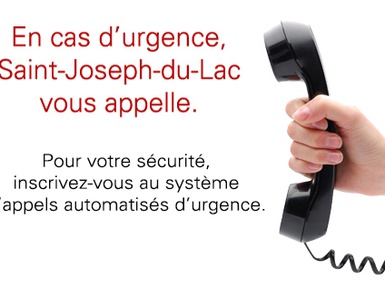 En cas d'urgence,
Saint-Joseph-du-Lac
vous appelle.
Pour votre sécurité,
inscrivez-vous au système
'appels automatisés d'urgence.